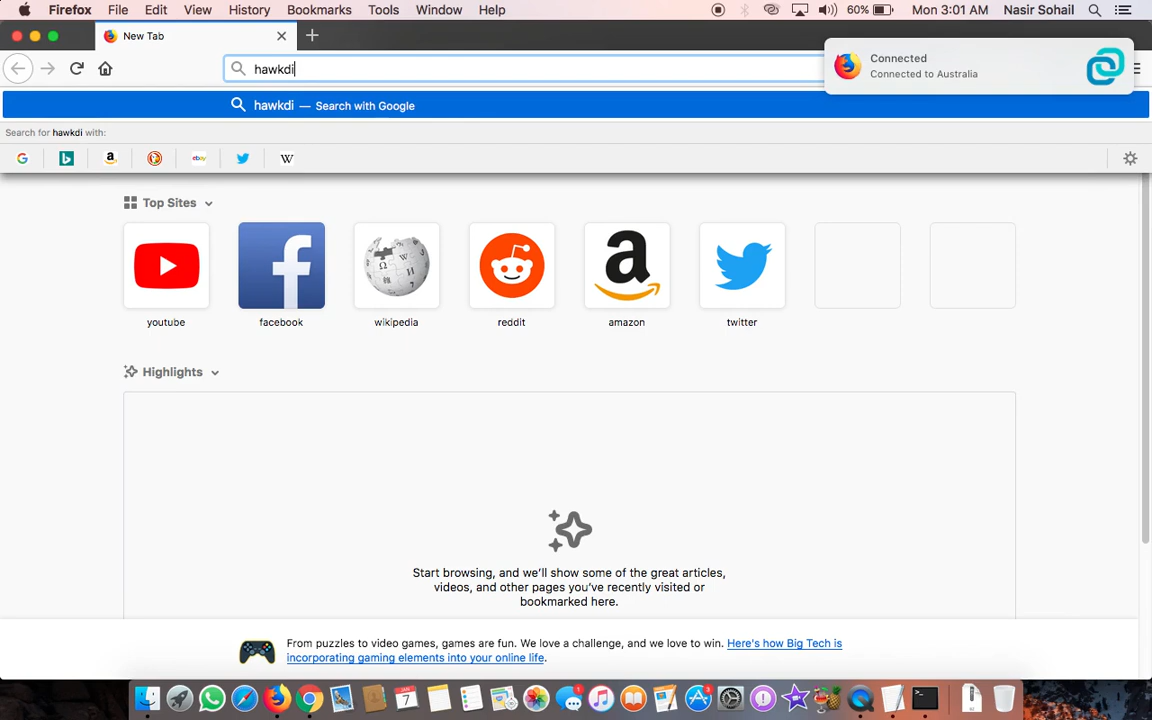 Firefox File Edit View History Bookmarks Tools Window Help 60% Mon 3:01 AM Nasir Sohail
New Tab
hawkdi
Connected
Connected to Australia
hawkdi — Search with Google
Search for hawkdi with:
Top Sites
youtube facebook wikipedia reddit amazon twitter
Highlights
Start browsing, and we'll show some of the great articles,
videos, and other pages you've recently visited or
bookmarked here.
From puzzles to video games, games are fun. We love a challenge, and we love to win. Here's how Big Tech is
incorporating gaming elements into your online life.